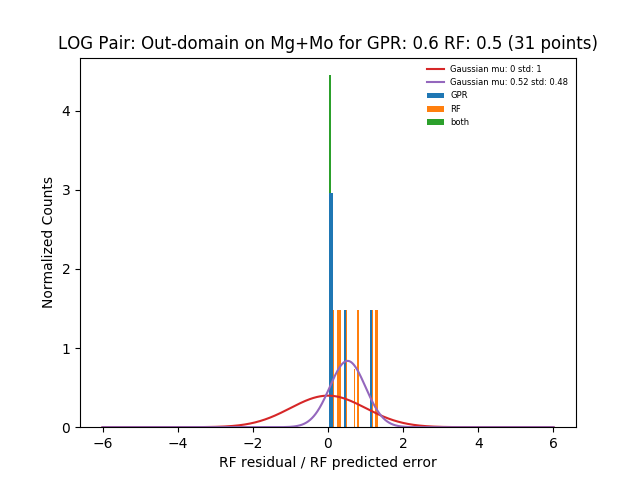 LOG Pair: Out-domain on Mg+Mo for GPR: 0.6 RF: 0.5 (31 points)
Gaussian mu: 0 std: 1
Gaussian mu: 0.52 std: 0.48
GPR
RF
both
Normalized Counts
4
3
2
1
0
−6
−4
−2
0
2
4
6
RF residual / RF predicted error